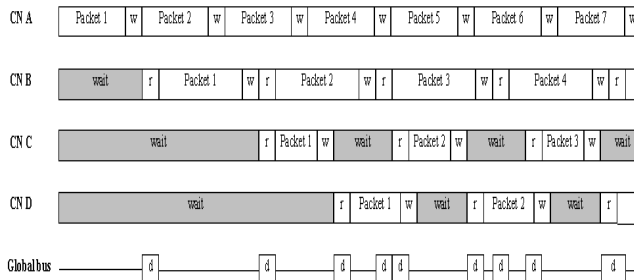 CN A Packet 1 w Packet 2 w Packet 3 w Packet 4 w Packet 5 w Packet 6 w Packet 7 w
CN B wait r Packet 1 w r Packet 2 w r Packet 3 w r Packet 4 w r
CN C wait r Packet 1 w wait r Packet 2 w wait r Packet 3 w wait
CN D wait r Packet 1 w wait r Packet 2 w wait r
Global bus d d d d d d d d d